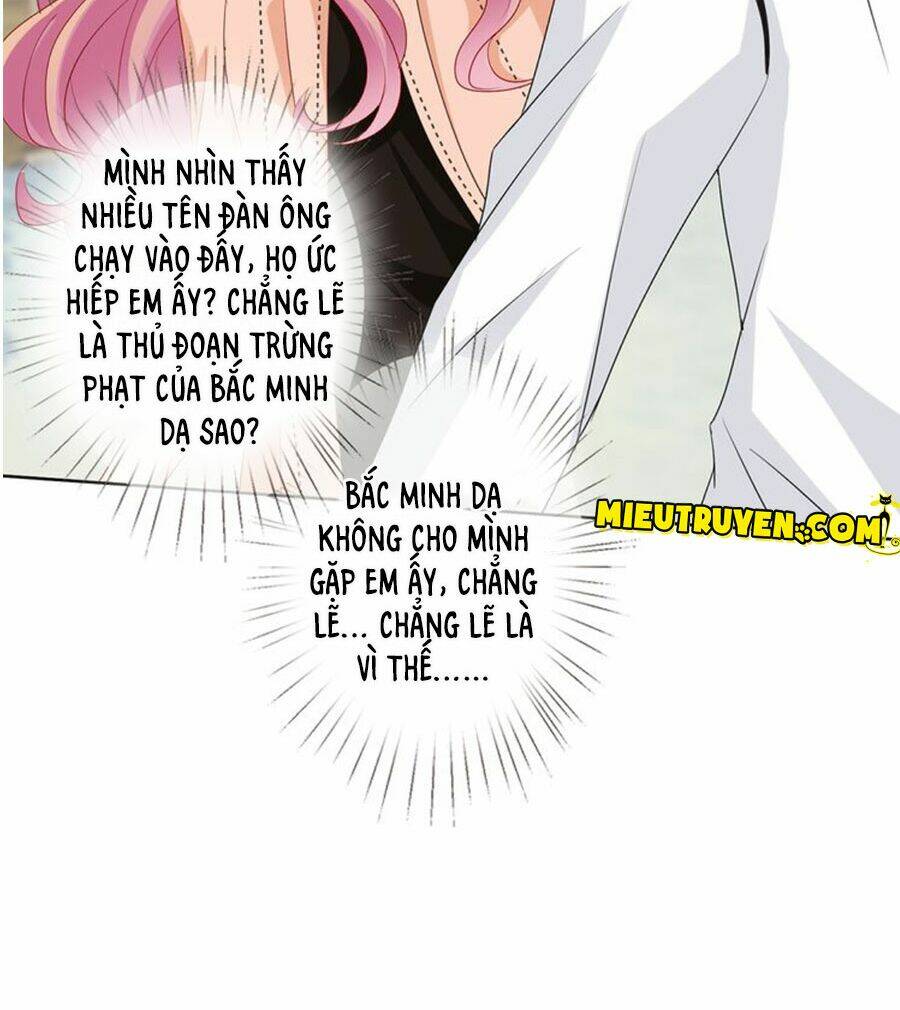 MÌNH NHÌN THẤY
NHIỀU TÊN ĐÀN ÔNG
CHẠY VÀO ĐẤY, HỌ ỨC
HIẾP EM ẤY? CHẲNG LẼ
LÀ THỦ ĐOẠN TRỪNG
PHẠT CỦA BẮC MINH
DẠ SAO?
BẮC MINH DẠ
KHÔNG CHO MÌNH
GẶP EM ẤY, CHẲNG
LẼ... CHẲNG LẼ LÀ
VÌ THẾ......
MIEUTRUYEN.COM